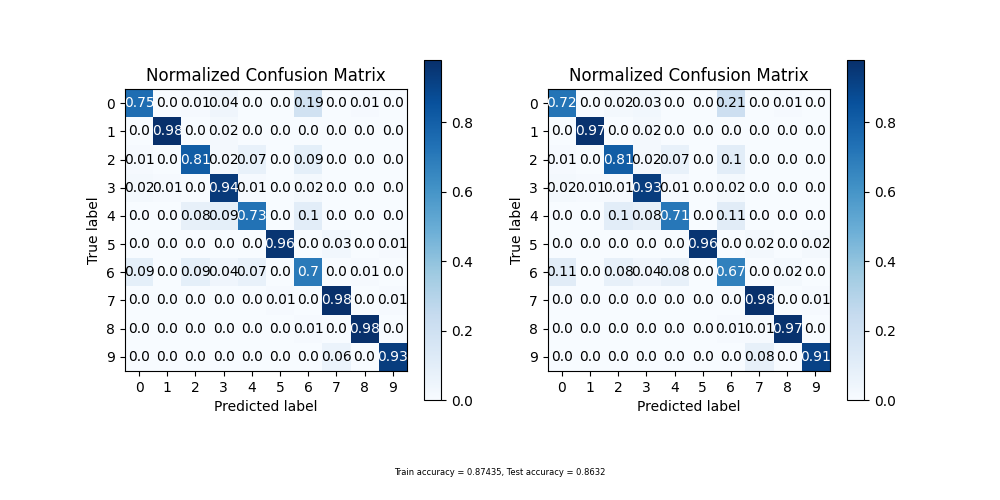 Normalized Confusion Matrix Normalized Confusion Matrix
0 0.75 0.0 0.01 0.04 0.0 0.0 0.19 0.0 0.01 0.0 0 0.72 0.0 0.02 0.03 0.0 0.0 0.21 0.0 0.01 0.0
1 0.0 0.98 0.0 0.02 0.0 0.0 0.0 0.0 0.0 0.0 1 0.0 0.97 0.0 0.02 0.0 0.0 0.0 0.0 0.0 0.0
0.8 0.8
2 0.01 0.0 0.81 0.02 0.07 0.0 0.09 0.0 0.0 0.0 2 0.01 0.0 0.81 0.02 0.07 0.0 0.1 0.0 0.0 0.0
3 0.02 0.01 0.0 0.94 0.01 0.0 0.02 0.0 0.0 0.0 3 0.02 0.01 0.01 0.93 0.01 0.0 0.02 0.0 0.0 0.0
0.6 0.6
True label True label
4 0.0 0.0 0.08 0.09 0.73 0.0 0.1 0.0 0.0 0.0 4 0.0 0.0 0.1 0.08 0.71 0.0 0.11 0.0 0.0 0.0
5 0.0 0.0 0.0 0.0 0.0 0.96 0.0 0.03 0.0 0.01 5 0.0 0.0 0.0 0.0 0.0 0.96 0.0 0.02 0.0 0.02
0.4 0.4
6 0.09 0.0 0.09 0.04 0.07 0.0 0.7 0.0 0.01 0.0 6 0.11 0.0 0.08 0.04 0.08 0.0 0.67 0.0 0.02 0.0
7 0.0 0.0 0.0 0.0 0.0 0.01 0.0 0.98 0.0 0.01 7 0.0 0.0 0.0 0.0 0.0 0.0 0.0 0.98 0.0 0.01
0.2 0.2
8 0.0 0.0 0.0 0.0 0.0 0.0 0.01 0.0 0.98 0.0 8 0.0 0.0 0.0 0.0 0.0 0.0 0.01 0.01 0.97 0.0
9 0.0 0.0 0.0 0.0 0.0 0.0 0.0 0.06 0.0 0.93 9 0.0 0.0 0.0 0.0 0.0 0.0 0.0 0.08 0.0 0.91
0.0 0.0
0 1 2 3 4 5 6 7 8 9 0 1 2 3 4 5 6 7 8 9
Predicted label Predicted label
Train accuracy = 0.87435, Test accuracy = 0.8632